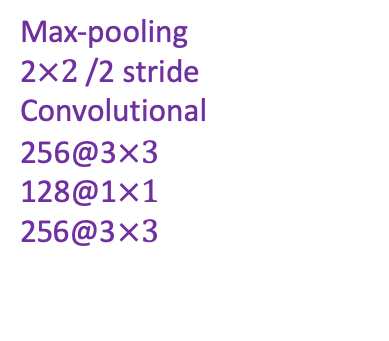 Max-pooling
2×2 /2 stride
Convolutional
256@3×3
128@1×1
256@3×3